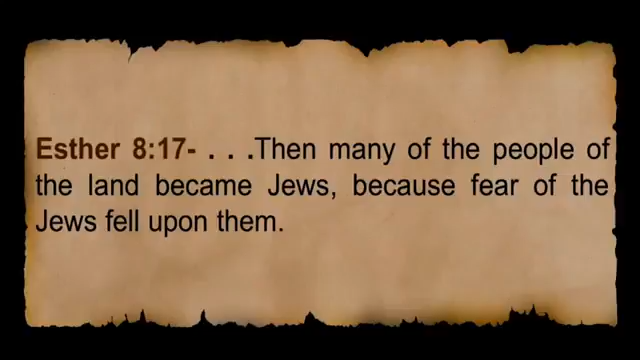 Esther 8:17- . . .Then many of the people of
the land became Jews, because fear of the
Jews fell upon them.